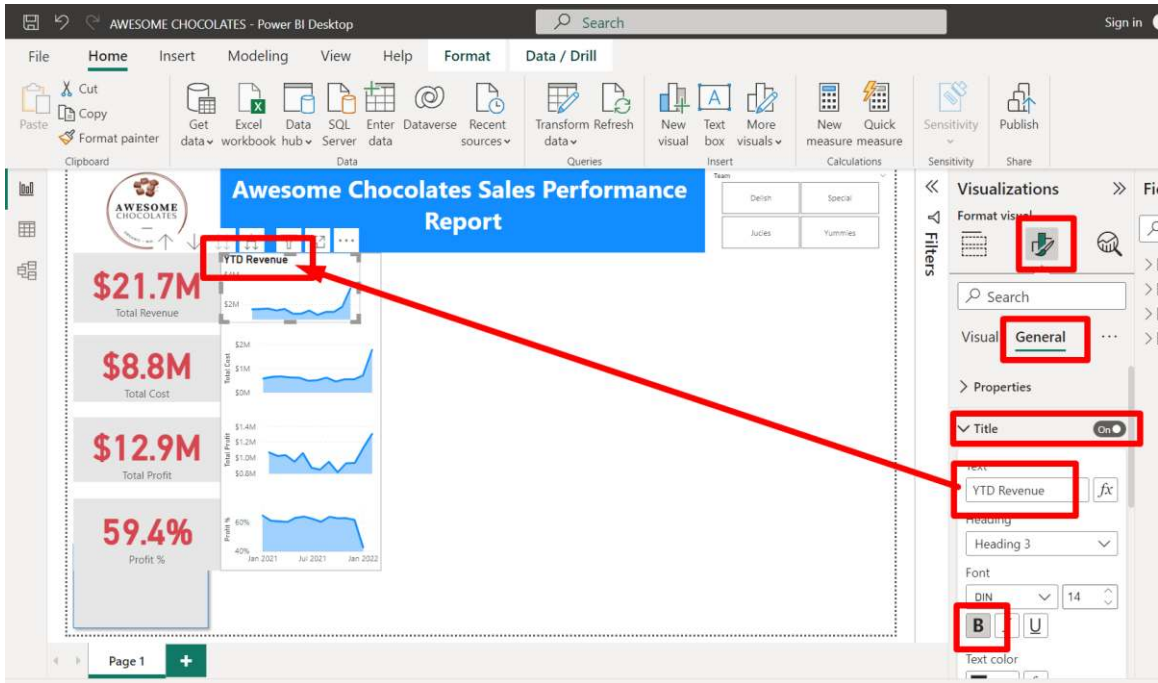 AWESOME CHOCOLATES - Power BI Desktop
Search
Sign in
File Home Insert Modeling View Help Format Data / Drill
Paste
Cut
Copy
Format painter
Get data
Excel workbook
Data hub
SQL Server
Enter data
Dataverse
Recent sources
Transform data
Refresh
New visual
Text box
More visuals
New measure
Quick measure
Sensitivity
Publish
Clipboard
Data
Queries
Insert
Calculations
Sensitivity
Share
AWESOME
CHOCOLATES
Awesome Chocolates Sales Performance
Report
Team
Delish
Special
Jucies
Yummies
$21.7M
Total Revenue
YTD Revenue
$2M
$8.8M
Total Cost
Total Cost
$2M
$1M
$0M
$12.9M
Total Profit
Total Profit
$1.4M
$1.2M
$1.0M
$0.8M
59.4%
Profit %
Profit %
60%
40%
Jan 2021 Jul 2021 Jan 2022
Page 1
Filters
Visualizations
Format visual
Search
Visual General
Properties
Title
On
Text
YTD Revenue
fx
Heading
Heading 3
Font
DIN
14
B U
Text color